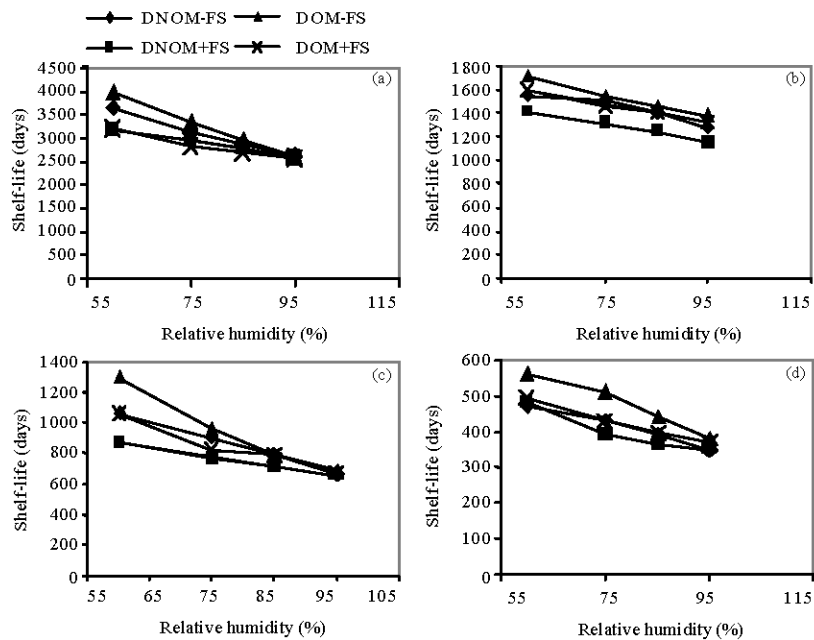 DNOM-FS DOM-FS
DNOM+FS DOM+FS
(a)
4500
4000
3500
3000
2500
2000
1500
1000
500
0
55 75 95 115
Shelf-life (days)
Relative humidity (%)
(b)
1800
1600
1400
1200
1000
800
600
400
200
0
55 75 95 115
Shelf-life (days)
Relative humidity (%)
(c)
1400
1200
1000
800
600
400
200
0
55 65 75 85 95 105
Shelf-life (days)
Relative humidity (%)
(d)
600
500
400
300
200
100
0
55 75 95 115
Shelf-life (days)
Relative humidity (%)